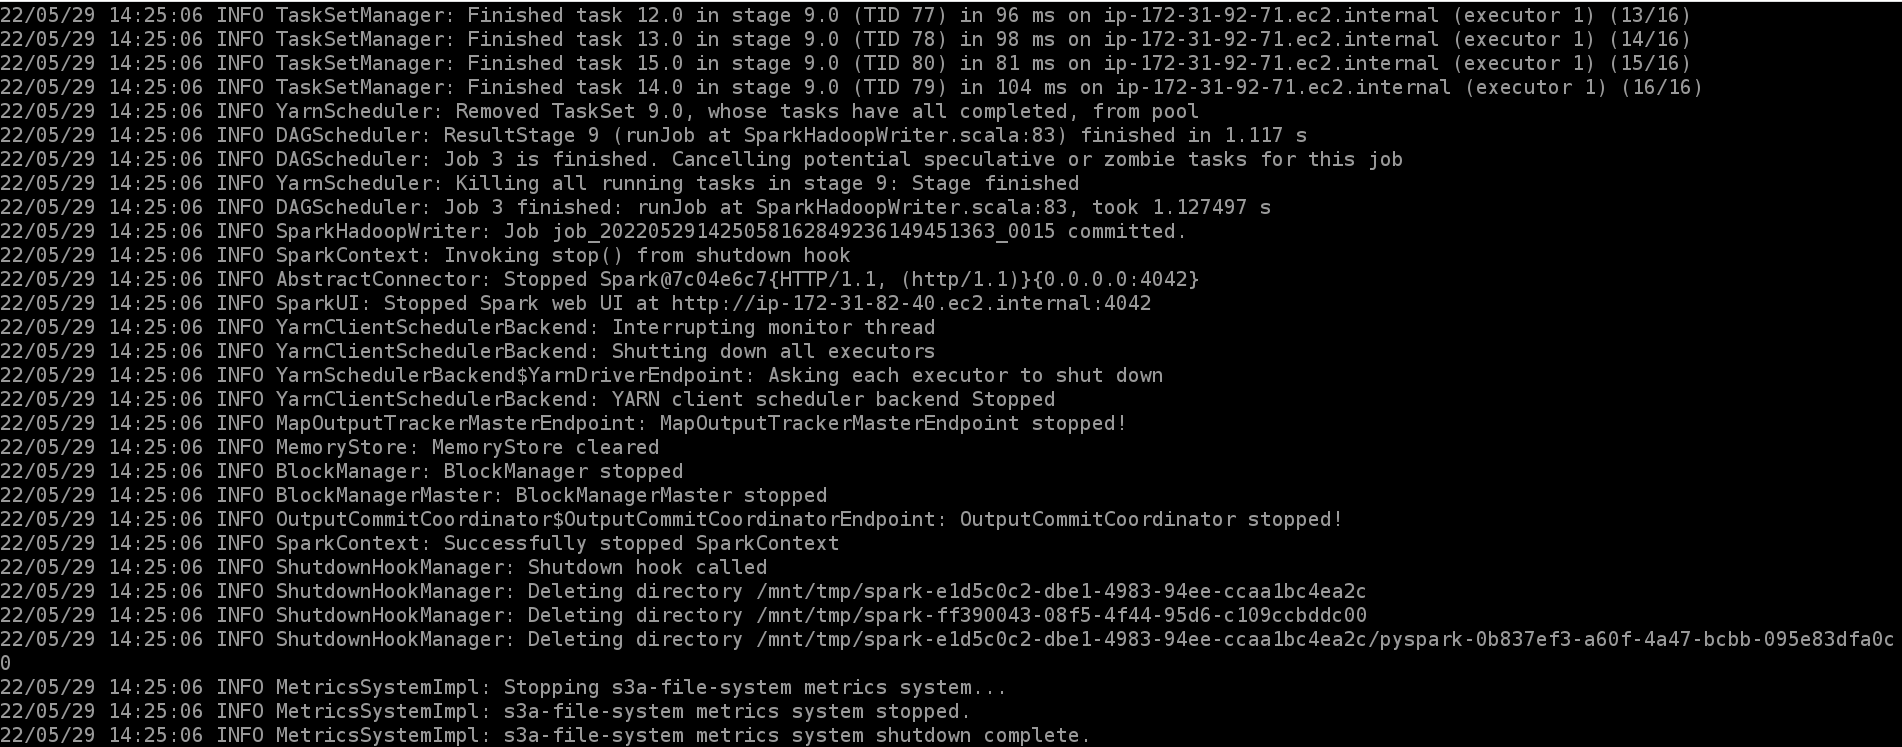 22/05/29 14:25:06 INFO TaskSetManager: Finished task 12.0 in stage 9.0 (TID 77) in 96 ms on ip-172-31-92-71.ec2.internal (executor 1) (13/16)
22/05/29 14:25:06 INFO TaskSetManager: Finished task 13.0 in stage 9.0 (TID 78) in 98 ms on ip-172-31-92-71.ec2.internal (executor 1) (14/16)
22/05/29 14:25:06 INFO TaskSetManager: Finished task 15.0 in stage 9.0 (TID 80) in 81 ms on ip-172-31-92-71.ec2.internal (executor 1) (15/16)
22/05/29 14:25:06 INFO TaskSetManager: Finished task 14.0 in stage 9.0 (TID 79) in 104 ms on ip-172-31-92-71.ec2.internal (executor 1) (16/16)
22/05/29 14:25:06 INFO YarnScheduler: Removed TaskSet 9.0, whose tasks have all completed, from pool
22/05/29 14:25:06 INFO DAGScheduler: ResultStage 9 (runJob at SparkHadoopWriter.scala:83) finished in 1.117 s
22/05/29 14:25:06 INFO DAGScheduler: Job 3 is finished. Cancelling potential speculative or zombie tasks for this job
22/05/29 14:25:06 INFO YarnScheduler: Killing all running tasks in stage 9: Stage finished
22/05/29 14:25:06 INFO DAGScheduler: Job 3 finished: runJob at SparkHadoopWriter.scala:83, took 1.127497 s
22/05/29 14:25:06 INFO SparkHadoopWriter: Job job_20220529142505816284923614945​1363_0015 committed.
22/05/29 14:25:06 INFO SparkContext: Invoking stop() from shutdown hook
22/05/29 14:25:06 INFO AbstractConnector: Stopped Spark@7c04e6c7{HTTP/1.1, (http/1.1)}{0.0.0.0:4042}
22/05/29 14:25:06 INFO SparkUI: Stopped Spark web UI at http://ip-172-31-82-40.ec2.internal:4042
22/05/29 14:25:06 INFO YarnClientSchedulerBackend: Interrupting monitor thread
22/05/29 14:25:06 INFO YarnClientSchedulerBackend: Shutting down all executors
22/05/29 14:25:06 INFO YarnSchedulerBackend$YarnDriverEndpoint: Asking each executor to shut down
22/05/29 14:25:06 INFO YarnClientSchedulerBackend: YARN client scheduler backend Stopped
22/05/29 14:25:06 INFO MapOutputTrackerMasterEndpoint: MapOutputTrackerMasterEndpoint stopped!
22/05/29 14:25:06 INFO MemoryStore: MemoryStore cleared
22/05/29 14:25:06 INFO BlockManager: BlockManager stopped
22/05/29 14:25:06 INFO BlockManagerMaster: BlockManagerMaster stopped
22/05/29 14:25:06 INFO OutputCommitCoordinator$OutputCommitCoordinatorEndpoint: OutputCommitCoordinator stopped!
22/05/29 14:25:06 INFO SparkContext: Successfully stopped SparkContext
22/05/29 14:25:06 INFO ShutdownHookManager: Shutdown hook called
22/05/29 14:25:06 INFO ShutdownHookManager: Deleting directory /mnt/tmp/spark-e1d5c0c2-dbe1-4983-94ee-ccaa1bc4ea2c
22/05/29 14:25:06 INFO ShutdownHookManager: Deleting directory /mnt/tmp/spark-ff390043-08f5-4f44-95d6-c109ccbddc00
22/05/29 14:25:06 INFO ShutdownHookManager: Deleting directory /mnt/tmp/spark-e1d5c0c2-dbe1-4983-94ee-ccaa1bc4ea2c/pyspark-0b837ef3-a60f-4a47-bcbb-095e83dfa0c
0
22/05/29 14:25:06 INFO MetricsSystemImpl: Stopping s3a-file-system metrics system...
22/05/29 14:25:06 INFO MetricsSystemImpl: s3a-file-system metrics system stopped.
22/05/29 14:25:06 INFO MetricsSystemImpl: s3a-file-system metrics system shutdown complete.